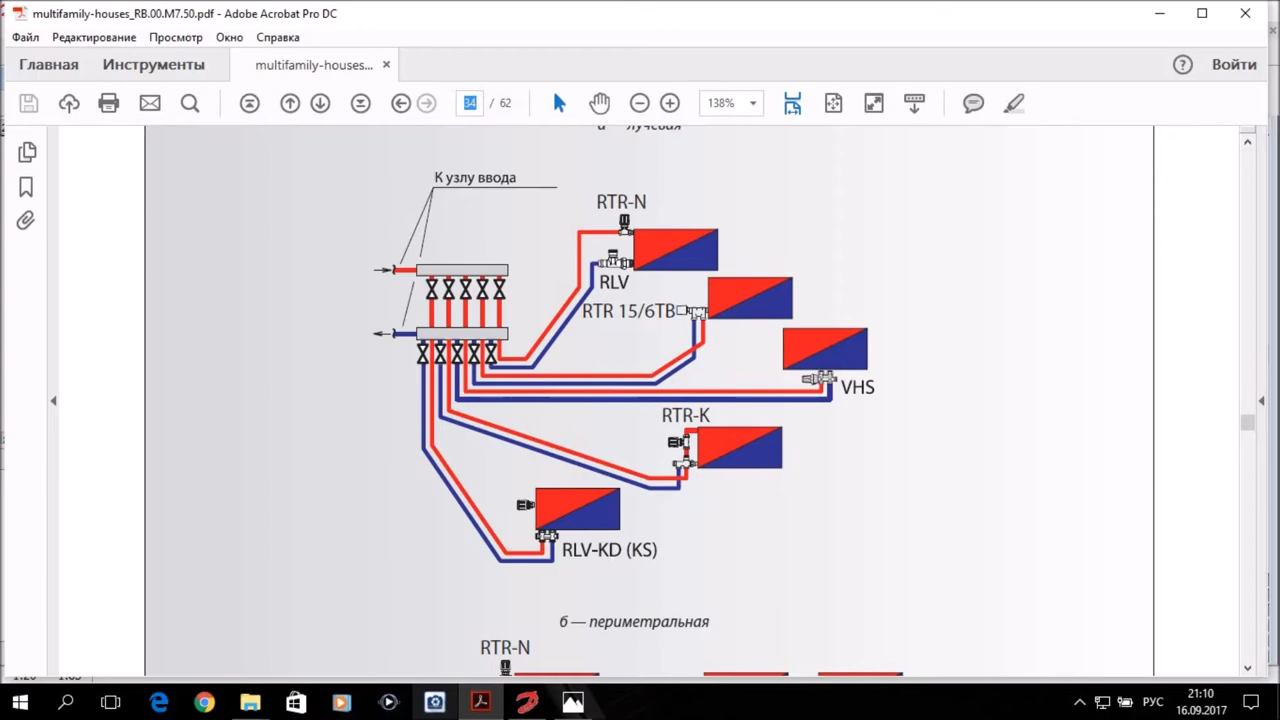 multifamily-houses_RB.00.M7.50.pdf - Adobe Acrobat Pro DC
Файл Редактирование Просмотр Окно Справка
Главная Инструменты multifamily-houses... Войти
34 / 62 138%
а — лучевая
К узлу ввода
RTR-N
RLV
RTR 15/6TB
VHS
RTR-K
RLV-KD (KS)
б — периметральная
RTR-N
РУС
21:10
16.09.2017